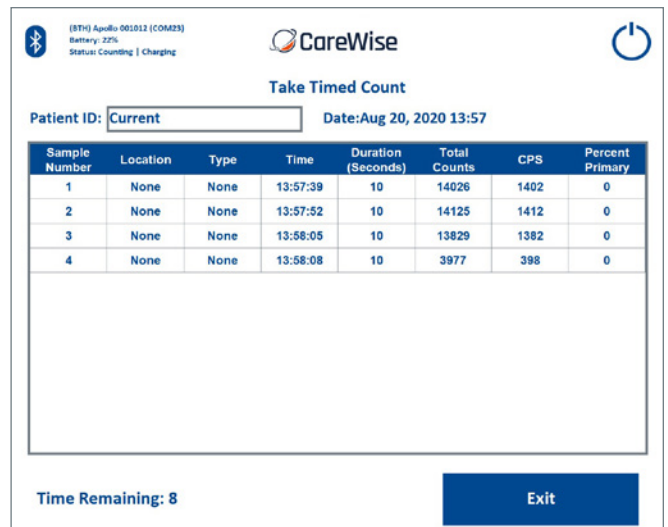 (BTH) Apollo 001012 (COM23)
Battery: 22%
Status: Counting | Charging
CareWise
Take Timed Count
Patient ID: Current Date:Aug 20, 2020 13:57
Sample Number Location Type Time Duration (Seconds) Total Counts CPS Percent Primary
1 None None 13:57:39 10 14026 1402 0
2 None None 13:57:52 10 14125 1412 0
3 None None 13:58:05 10 13829 1382 0
4 None None 13:58:08 10 3977 398 0
Time Remaining: 8 Exit